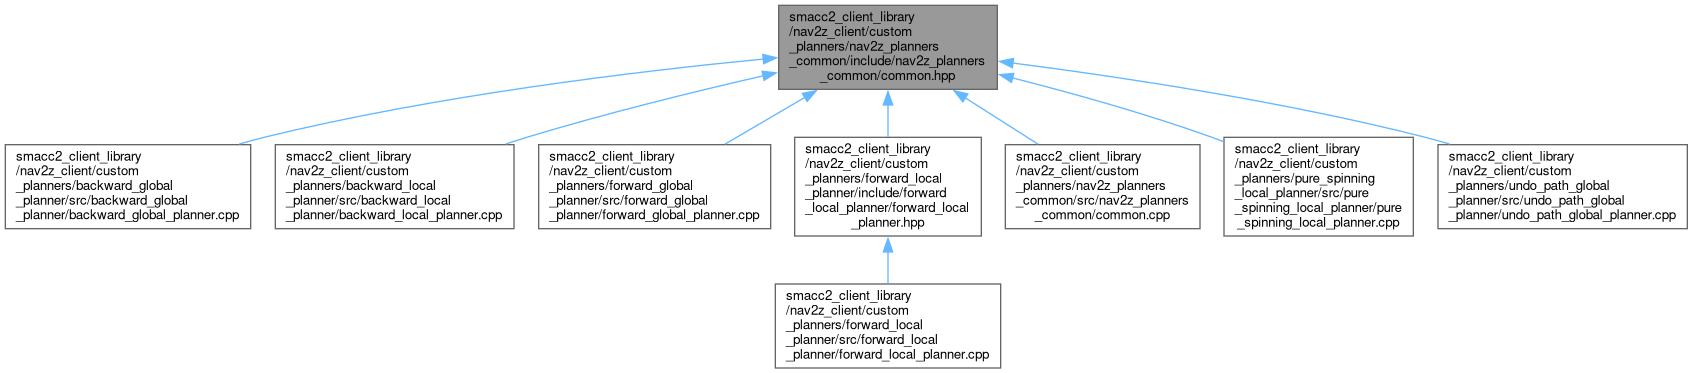 smacc2_client_library
/nav2z_client/custom
_planners/nav2z_planners
_common/include/nav2z_planners
_common/common.hpp
smacc2_client_library
/nav2z_client/custom
_planners/backward_global
_planner/src/backward_global
_planner/backward_global_planner.cpp
smacc2_client_library
/nav2z_client/custom
_planners/backward_local
_planner/src/backward_local
_planner/backward_local_planner.cpp
smacc2_client_library
/nav2z_client/custom
_planners/forward_global
_planner/src/forward_global
_planner/forward_global_planner.cpp
smacc2_client_library
/nav2z_client/custom
_planners/forward_local
_planner/include/forward
_local_planner/forward_local
_planner.hpp
smacc2_client_library
/nav2z_client/custom
_planners/nav2z_planners
_common/src/nav2z_planners
_common/common.cpp
smacc2_client_library
/nav2z_client/custom
_planners/pure_spinning
_local_planner/src/pure
_spinning_local_planner/pure
_spinning_local_planner.cpp
smacc2_client_library
/nav2z_client/custom
_planners/undo_path_global
_planner/src/undo_path_global
_planner/undo_path_global_planner.cpp
smacc2_client_library
/nav2z_client/custom
_planners/forward_local
_planner/src/forward_local
_planner/forward_local_planner.cpp